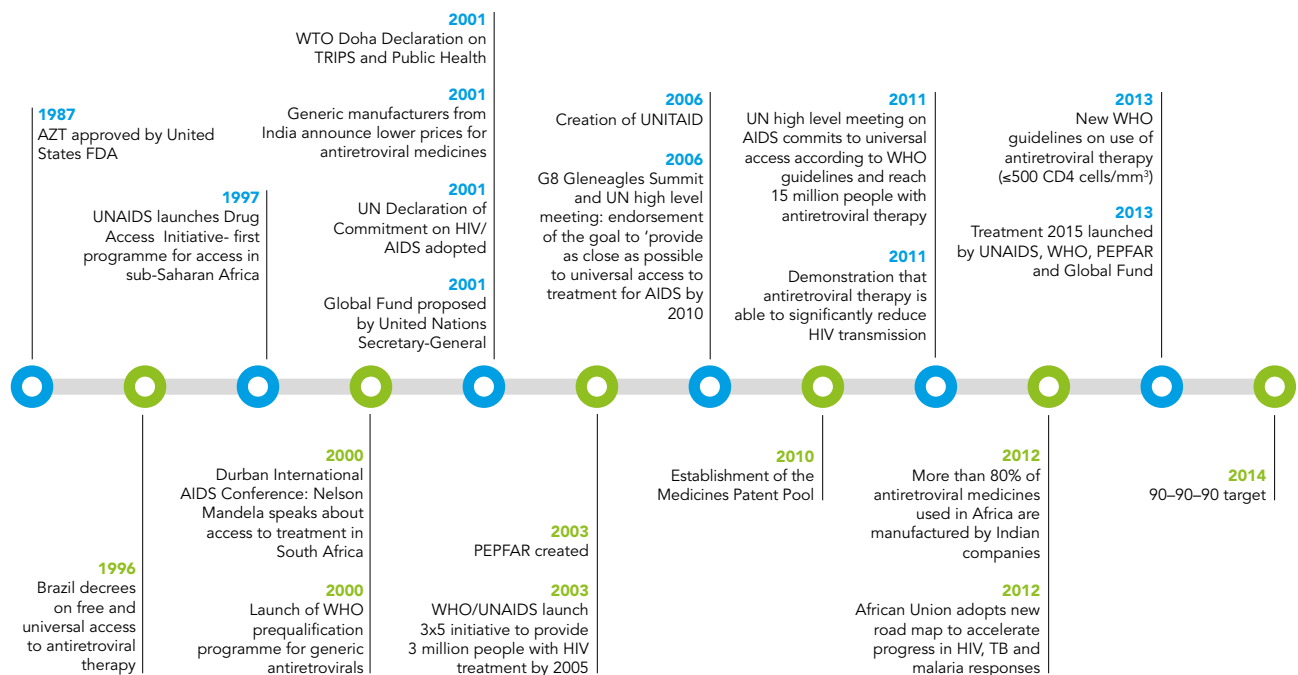 1987
AZT approved by United
States FDA
1996
Brazil decrees
on free and
universal access
to antiretroviral
therapy
1997
UNAIDS launches Drug
Access Initiative- first
programme for access in
sub-Saharan Africa
2000
Durban International
AIDS Conference: Nelson
Mandela speaks about
access to treatment in
South Africa
2000
Launch of WHO
prequalification
programme for generic
antiretrovirals
2001
WTO Doha Declaration on
TRIPS and Public Health
2001
Generic manufacturers from
India announce lower prices for
antiretroviral medicines
2001
UN Declaration of
Commitment on HIV/
AIDS adopted
2001
Global Fund proposed
by United Nations
Secretary-General
2003
PEPFAR created
2003
WHO/UNAIDS launch
3x5 initiative to provide
3 million people with HIV
treatment by 2005
2006
Creation of UNITAID
2006
G8 Gleneagles Summit
and UN high level
meeting: endorsement
of the goal to ‘provide
as close as possible
to universal access to
treatment for AIDS by
2010
2010
Establishment of the
Medicines Patent Pool
2011
UN high level meeting on
AIDS commits to universal
access according to WHO
guidelines and reach
15 million people with
antiretroviral therapy
2011
Demonstration that
antiretroviral therapy is
able to significantly reduce
HIV transmission
2012
More than 80% of
antiretroviral medicines
used in Africa are
manufactured by Indian
companies
2012
African Union adopts new
road map to accelerate
progress in HIV, TB and
malaria responses
2013
New WHO
guidelines on use of
antiretroviral therapy
(≤500 CD4 cells/mm³)
2013
Treatment 2015 launched
by UNAIDS, WHO, PEPFAR
and Global Fund
2014
90–90–90 target